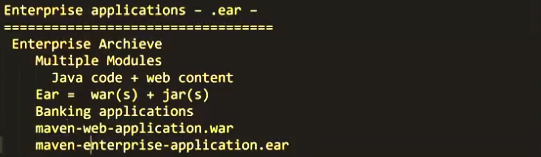 Enterprise applications – .ear –
==================================
Enterprise Archieve
Multiple Modules
Java code + web content
Ear = war(s) + jar(s)
Banking applications
maven-web-application.war
maven-enterprise-application.ear